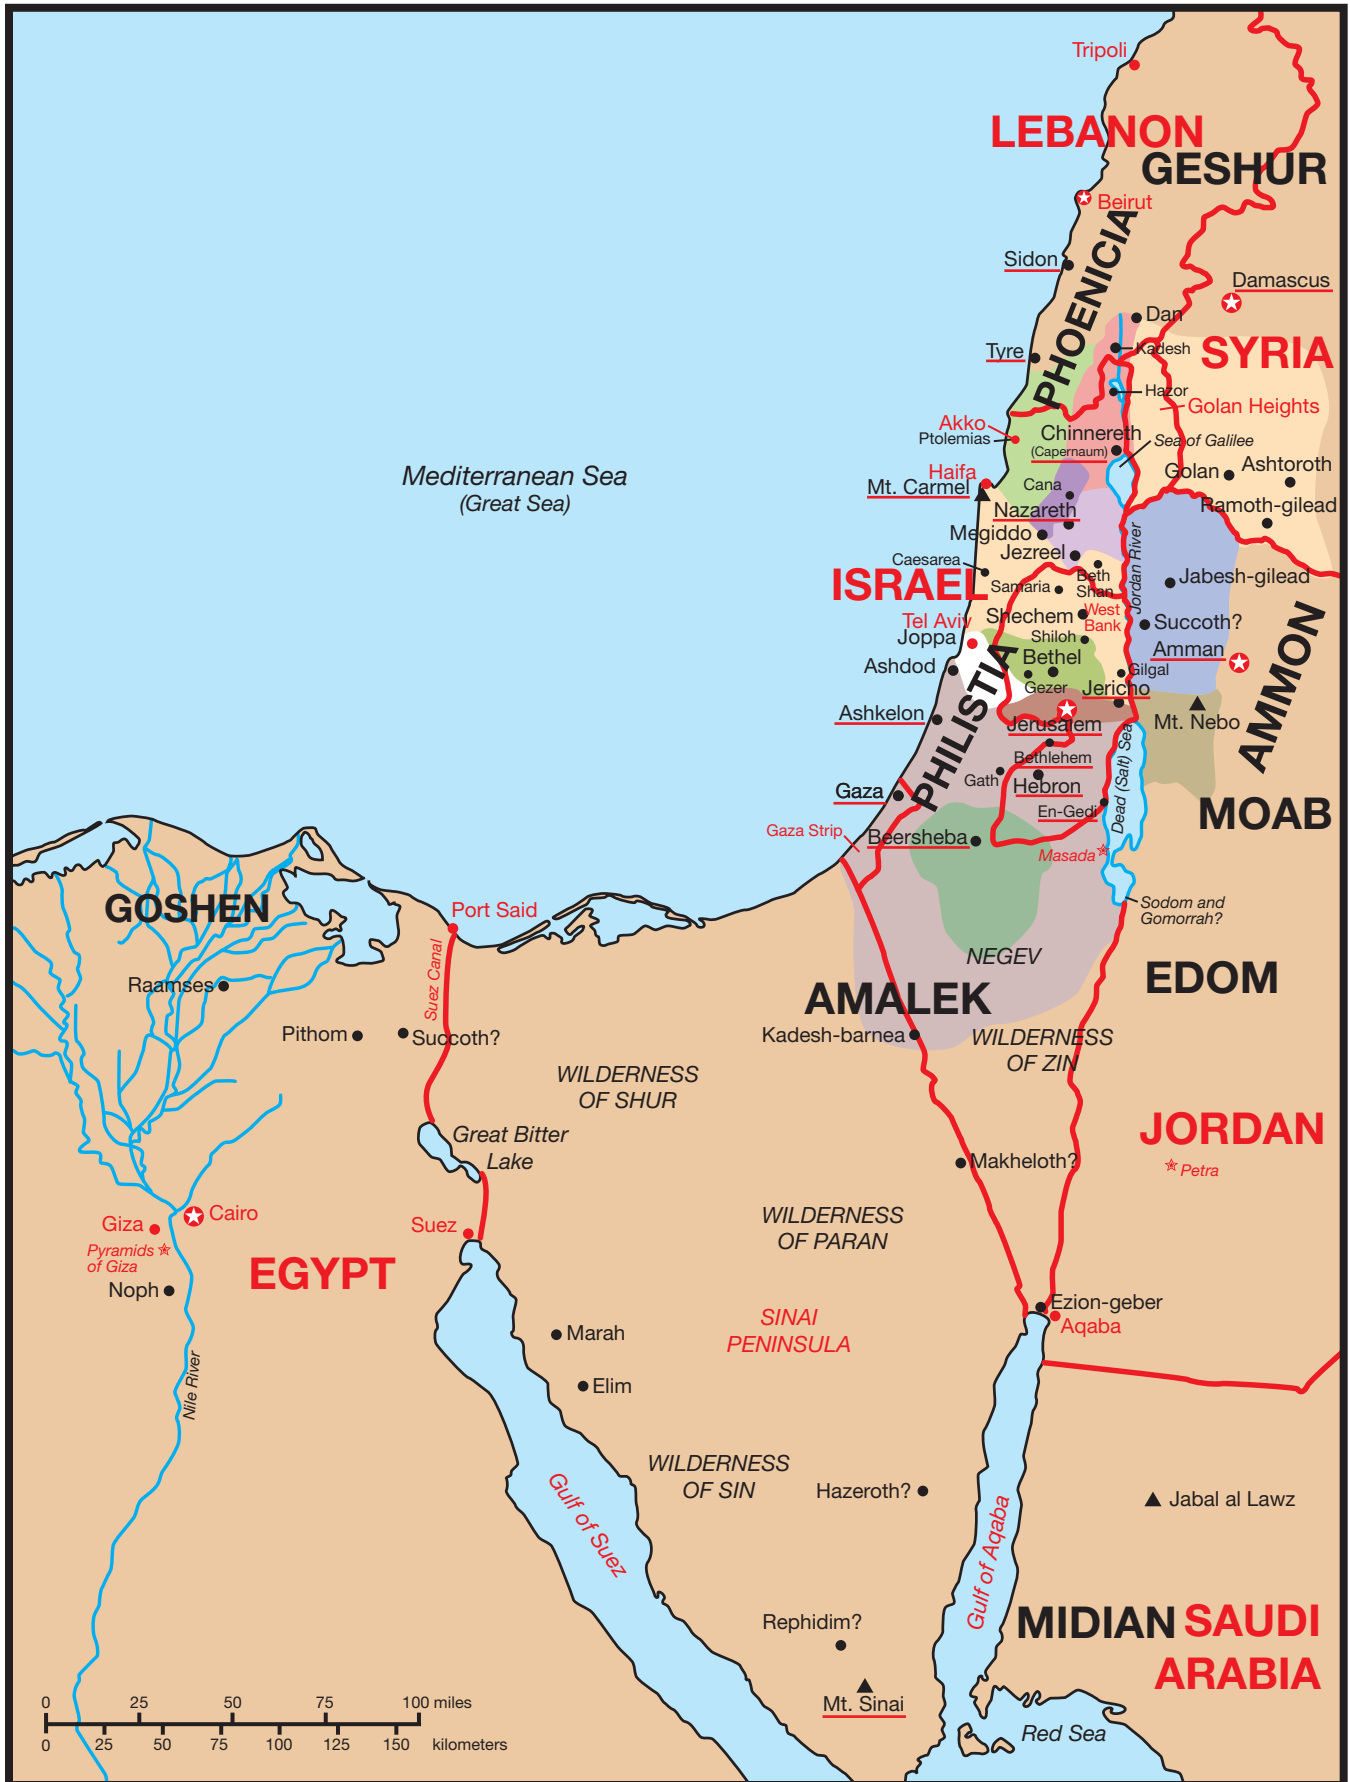 Tripoli
LEBANON
GESHUR
Beirut
PHOENICIA
Sidon
Damascus
Dan
Tyre
Kadesh
SYRIA
Hazor
Golan Heights
Akko
Ptolemias
Chinnereth
(Capernaum)
Sea of Galilee
Mediterranean Sea
(Great Sea)
Haifa
Mt. Carmel
Golan
Ashtoroth
Cana
Nazareth
Ramoth-gilead
Megiddo
Jezreel
Jordan River
Caesarea
ISRAEL
Samaria
Beth
Shan
Jabesh-gilead
West
Bank
Tel Aviv
Shechem
Succoth?
Joppa
Shiloh
Amman
AMMON
Ashdod
Bethel
Gilgal
Gezer
Jericho
PHILISTIA
Ashkelon
Jerusalem
Mt. Nebo
Dead (Salt) Sea
Bethlehem
Gath
Hebron
Gaza
En-Gedi
MOAB
Gaza Strip
Beersheba
Masada
Sodom and
Gomorrah?
GOSHEN
Port Said
NEGEV
EDOM
Suez Canal
Raamses
AMALEK
Pithom
Succoth?
Kadesh-barnea
WILDERNESS
OF ZIN
WILDERNESS
OF SHUR
JORDAN
Great Bitter
Lake
Makheloth?
Petra
Cairo
Giza
Suez
WILDERNESS
OF PARAN
Pyramids
of Giza
EGYPT
Noph
Ezion-geber
Aqaba
SINAI
PENINSULA
Marah
Nile River
Elim
WILDERNESS
OF SIN
Hazeroth?
Jabal al Lawz
Gulf of Suez
Gulf of Aqaba
Rephidim?
MIDIAN
SAUDI
ARABIA
Mt. Sinai
Red Sea
0 25 50 75 100 miles
0 25 50 75 100 125 150 kilometers